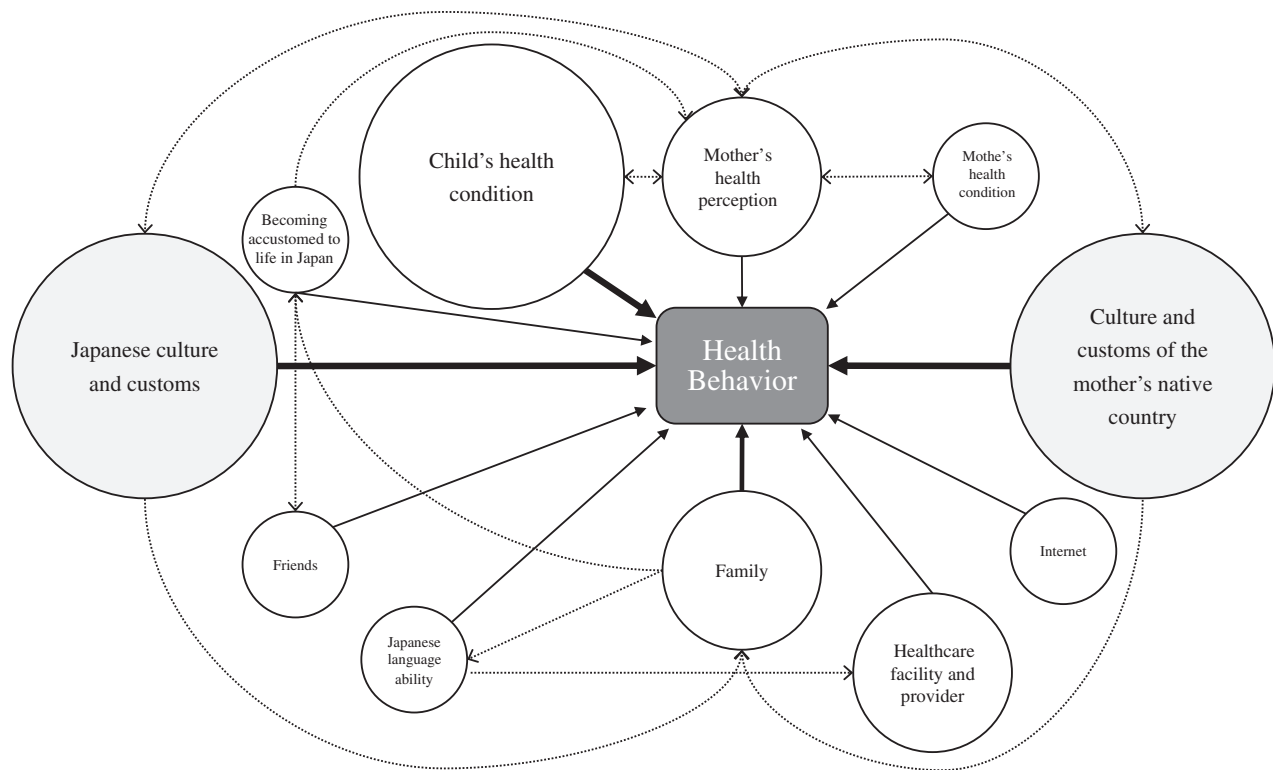 Child's health
condition
Mother's
health
perception
Mothe's
health
condition
Becoming
accustomed to
life in Japan
Japanese culture
and customs
Health
Behavior
Culture and
customs of the
mother's native
country
Friends
Family
Internet
Japanese
language
ability
Healthcare
facility and
provider